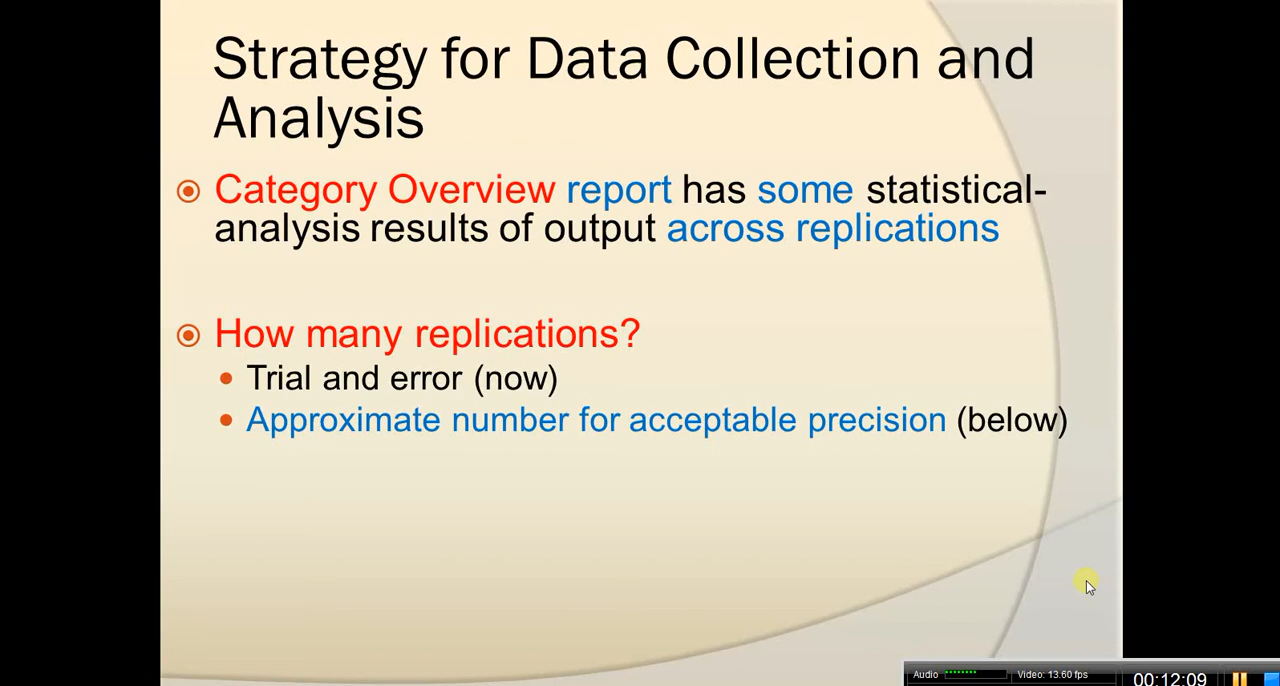 Strategy for Data Collection and
Analysis
Category Overview report has some statistical-
analysis results of output across replications
How many replications?
Trial and error (now)
Approximate number for acceptable precision (below)
Audio
Video: 13.60 fps
00:12:09